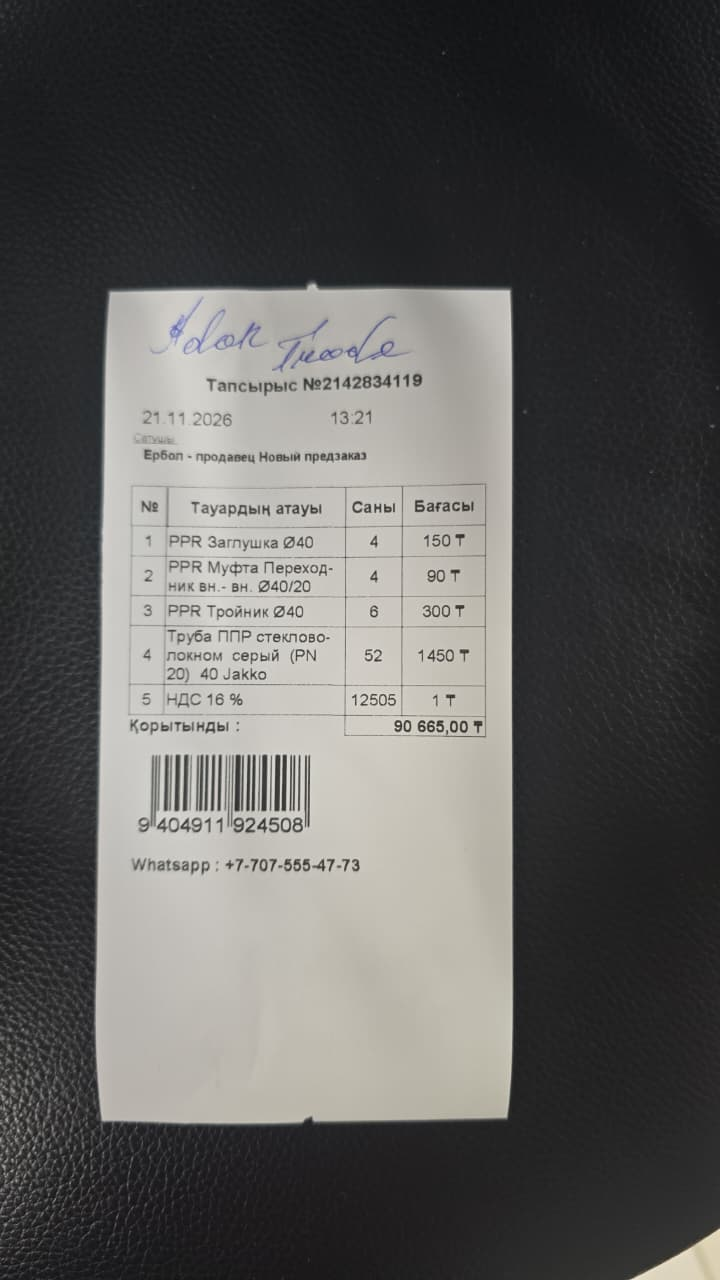 Adok Trade
Тапсырыс №2142834119
21.11.2026 13:21
Сатушы
Ербол - продавец Новый предзаказ
№ Тауардың атауы Саны Бағасы
1 PPR Заглушка Ø40 4 150 ₸
2 PPR Муфта Переход-
ник вн.- вн. Ø40/20 4 90 ₸
3 PPR Тройник Ø40 6 300 ₸
4 Труба ППР стеклово-
локном серый (PN
20) 40 Jakko 52 1450 ₸
5 НДС 16 % 12505 1 ₸
Қорытынды : 90 665,00 ₸
9 404911 924508
Whatsapp : +7-707-555-47-73